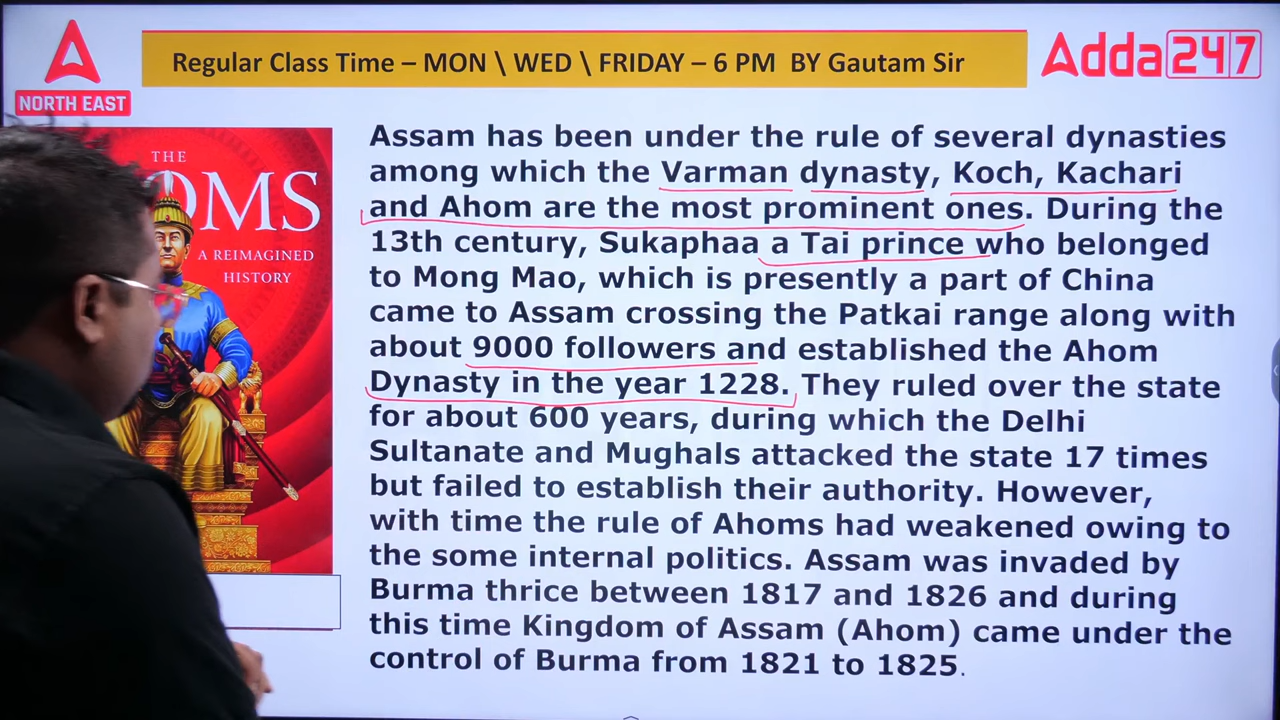 Regular Class Time – MON \ WED \ FRIDAY – 6 PM BY Gautam Sir
NORTH EAST
Adda 247
THE
OMS
A REIMAGINED
HISTORY
Assam has been under the rule of several dynasties
among which the Varman dynasty, Koch, Kachari
and Ahom are the most prominent ones. During the
13th century, Sukaphaa a Tai prince who belonged
to Mong Mao, which is presently a part of China
came to Assam crossing the Patkai range along with
about 9000 followers and established the Ahom
Dynasty in the year 1228. They ruled over the state
for about 600 years, during which the Delhi
Sultanate and Mughals attacked the state 17 times
but failed to establish their authority. However,
with time the rule of Ahoms had weakened owing to
the some internal politics. Assam was invaded by
Burma thrice between 1817 and 1826 and during
this time Kingdom of Assam (Ahom) came under the
control of Burma from 1821 to 1825.